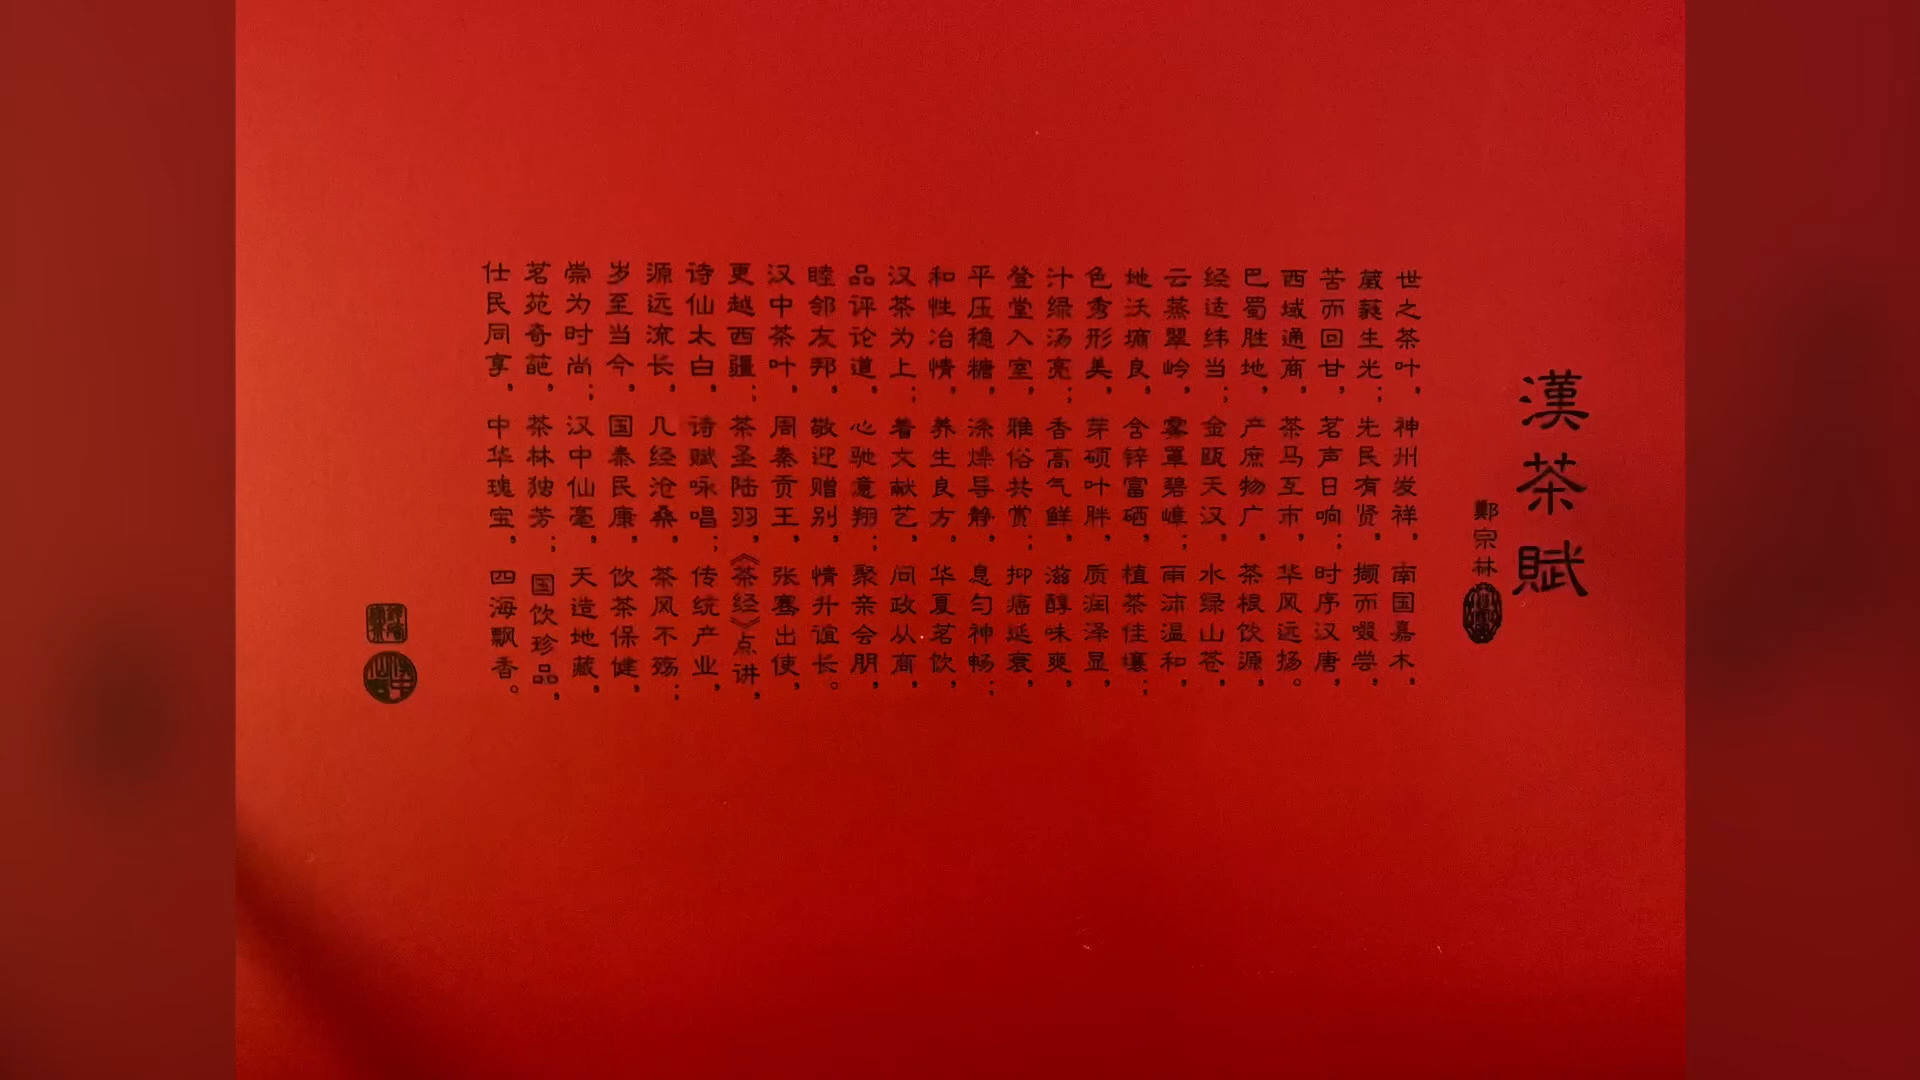 漢茶賦
鄭宗林
世之茶叶，神州发祥，南国嘉木，
葳蕤生光；先民有贤，撷而啜尝，
苦而回甘，茗声日响；时序汉唐，
西域通商，茶马互市，华风远扬。
巴蜀胜地，产庶物广，茶根饮源，
经适纬当；金瓯天汉，水绿山苍，
云蒸翠岭，雾罩碧嶂；雨沛温和，
地沃墒良，含锌富硒，植茶佳壤；
色秀形美，芽硕叶胖，质润泽显，
汁绿汤亮；香高气鲜，滋醇味爽，
登堂入室，雅俗共赏；抑癌延衰，
平压稳糖，涤燥导静，息匀神畅；
和性冶情，养生良方，华夏茗饮，
汉茶为上；着文献艺，问政从商，
品评论道，心驰意翔；聚亲会朋，
睦邻友邦，敬迎赠别，情升谊长。
汉中茶叶，周秦贡王，张骞出使，
更越西疆；茶圣陆羽，《茶经》点讲，
诗仙太白，诗赋咏唱；传统产业，
源远流长，几经沧桑，茶风不殇；
岁至当今，国泰民康，饮茶保健，
崇为时尚；汉中仙毫，天造地藏，
茗苑奇葩，茶林独芳；国饮珍品，
仕民同享，中华瑰宝，四海飘香。